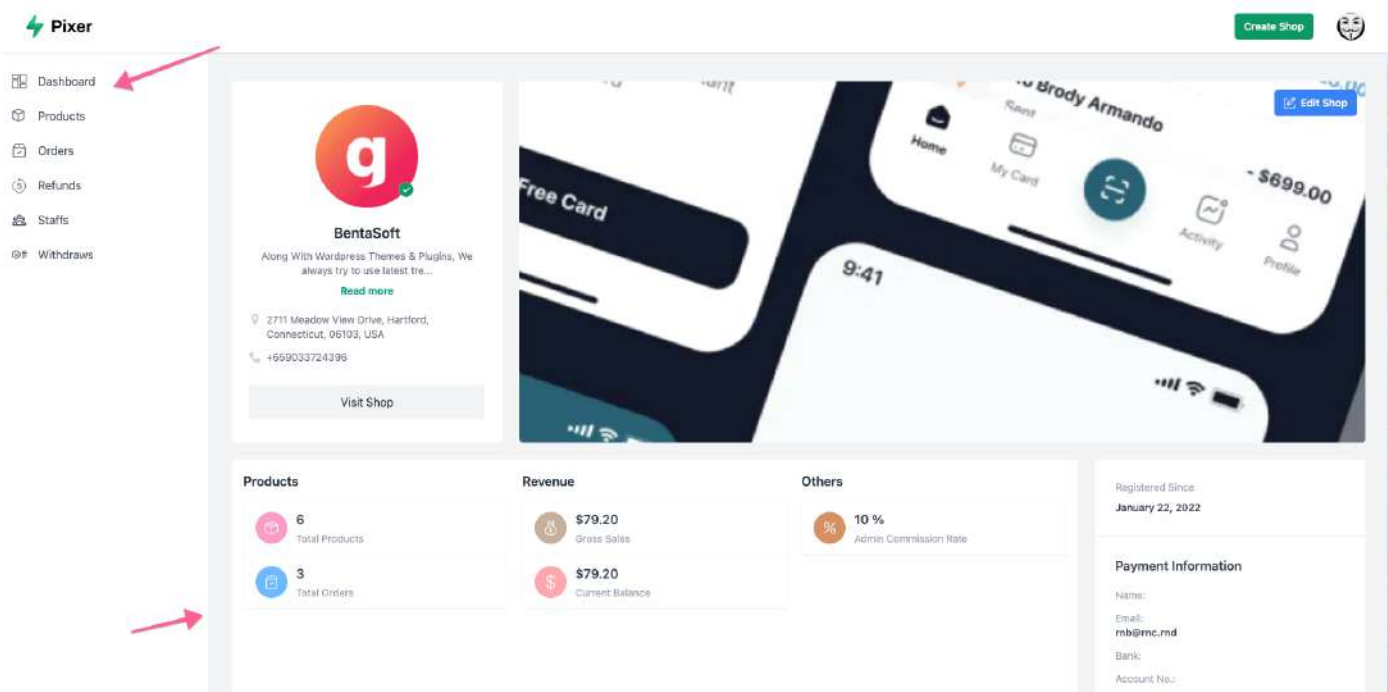 Pixer
Create Shop
Dashboard
Products
Orders
Refunds
Staffs
Withdraws
g
BentaSoft
Along With Wordpress Themes & Plugins, We
always try to use latest tre...
Read more
2711 Meadow View Drive, Hartford,
Connecticut, 06103, USA
+659033724396
Visit Shop
Edit Shop
Brody Armando
Sent
Home
My Card
- $699.00
Activity
Profile
Free Card
9:41
Products
6
Total Products
3
Total Orders
Revenue
$79.20
Gross Sales
$79.20
Current Balance
Others
10 %
Admin Commission Rate
Registered Since
January 22, 2022
Payment Information
Name:
Email:
rnb@rnc.rnd
Bank:
Account No.: